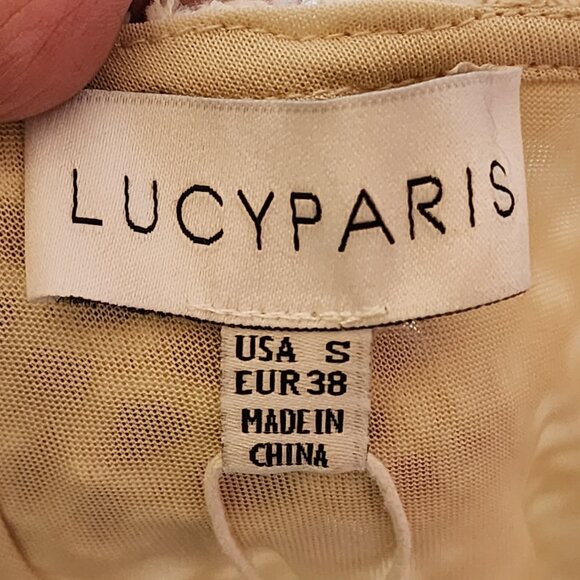 LUCYPARIS
USA S
EUR 38
MADE IN
CHINA